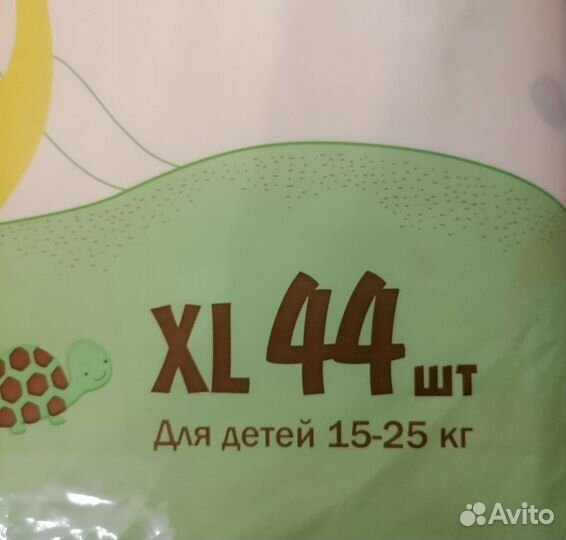 XL 44 шт
Для детей 15-25 кг
Avito